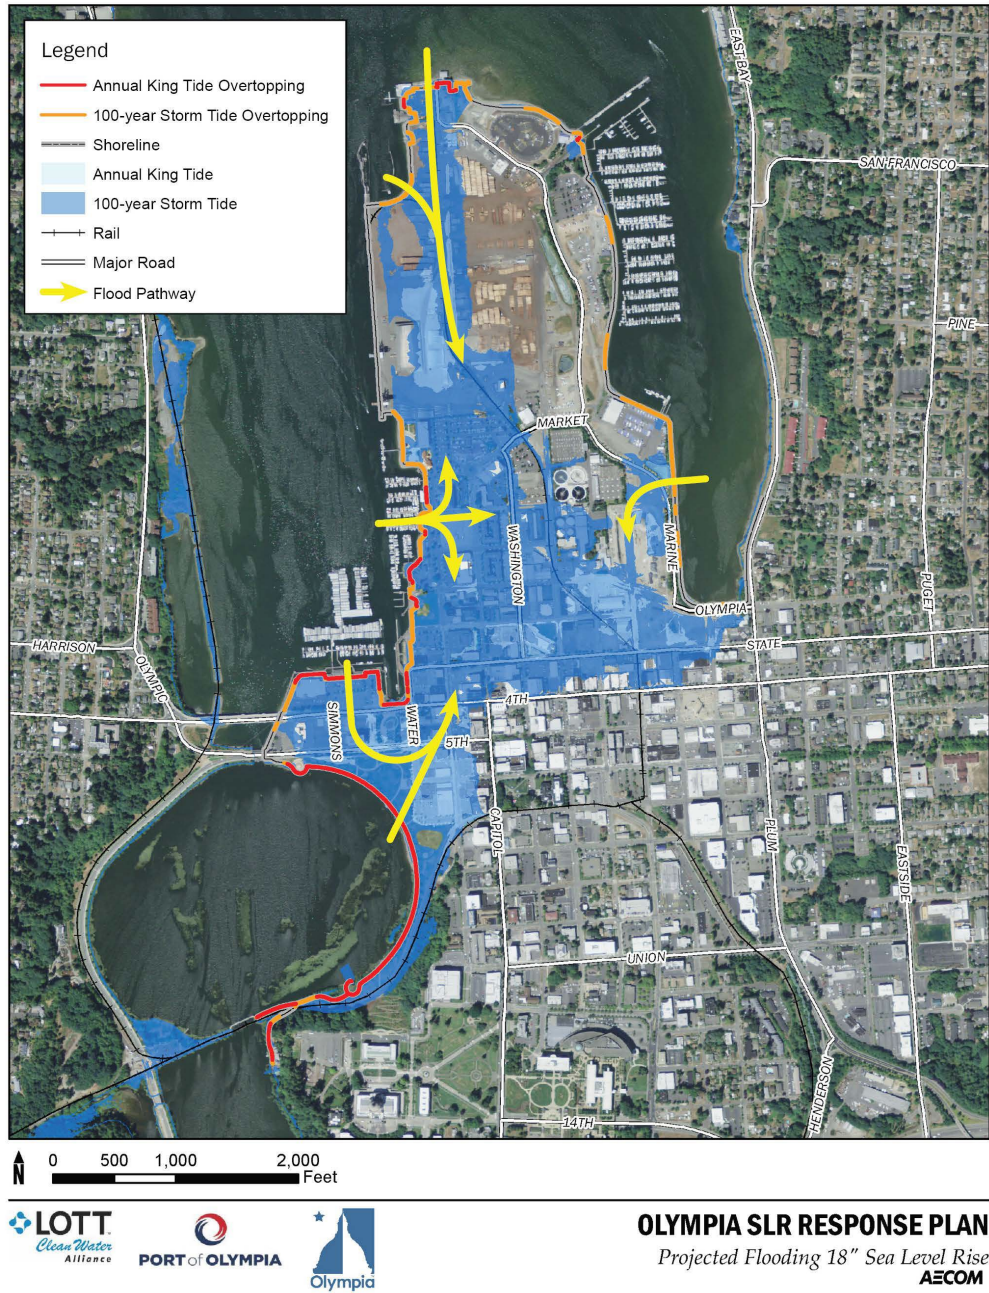 Legend
Annual King Tide Overtopping
100-year Storm Tide Overtopping
Shoreline
Annual King Tide
100-year Storm Tide
Rail
Major Road
Flood Pathway
EAST BAY
SAN FRANCISCO
PINE
MARKET
WASHINGTON
MARINE
PUGET
OLYMPIA
HARRISON
STATE
OLYMPIC
4TH
SIMMONS
WATER
5TH
CAPITOL
PLUM
EASTSIDE
UNION
HENDERSON
14TH
N
0 500 1,000 2,000
Feet
LOTT
Clean Water
Alliance
PORT of OLYMPIA
Olympia
OLYMPIA SLR RESPONSE PLAN
Projected Flooding 18" Sea Level Rise
AECOM